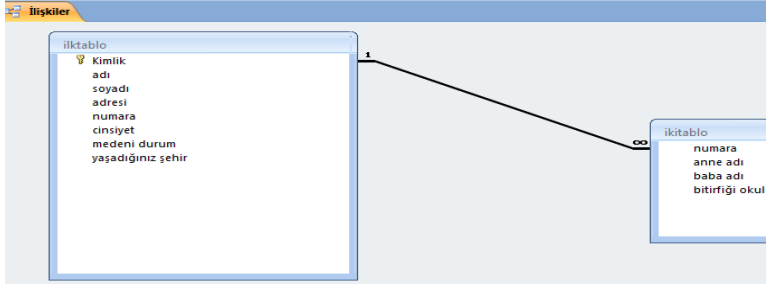 İlişkiler
ilktablo
Kimlik
adı
soyadı
adresi
numara
cinsiyet
medeni durum
yaşadığınız şehir
1
∞
ikitablo
numara
anne adı
baba adı
bitirfiği okul